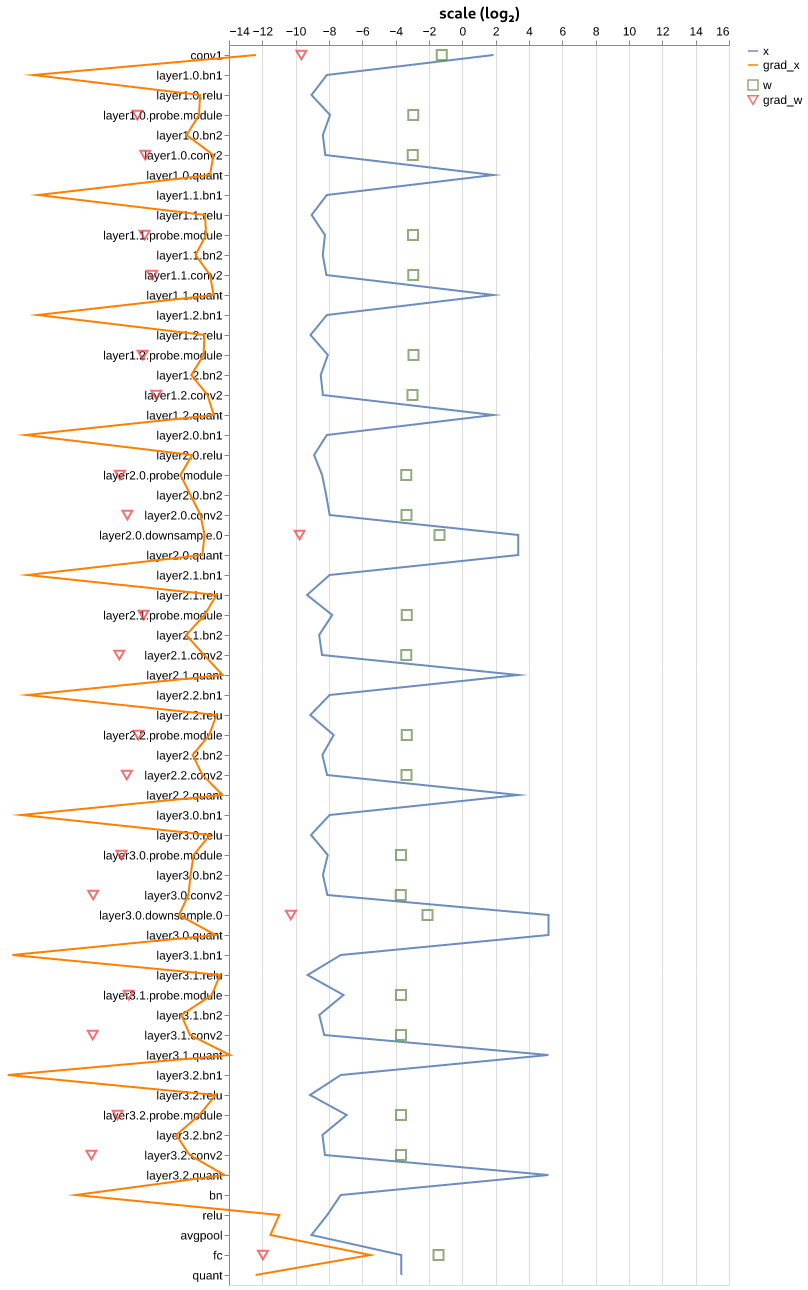 scale (log₂)
−14 −12 −10 −8 −6 −4 −2 0 2 4 6 8 10 12 14 16
x
grad_x
w
grad_w
conv1
layer1.0.bn1
layer1.0.relu
layer1.0.probe.module
layer1.0.bn2
layer1.0.conv2
layer1.0.quant
layer1.1.bn1
layer1.1.relu
layer1.1.probe.module
layer1.1.bn2
layer1.1.conv2
layer1.1.quant
layer1.2.bn1
layer1.2.relu
layer1.2.probe.module
layer1.2.bn2
layer1.2.conv2
layer1.2.quant
layer2.0.bn1
layer2.0.relu
layer2.0.probe.module
layer2.0.bn2
layer2.0.conv2
layer2.0.downsample.0
layer2.0.quant
layer2.1.bn1
layer2.1.relu
layer2.1.probe.module
layer2.1.bn2
layer2.1.conv2
layer2.1.quant
layer2.2.bn1
layer2.2.relu
layer2.2.probe.module
layer2.2.bn2
layer2.2.conv2
layer2.2.quant
layer3.0.bn1
layer3.0.relu
layer3.0.probe.module
layer3.0.bn2
layer3.0.conv2
layer3.0.downsample.0
layer3.0.quant
layer3.1.bn1
layer3.1.relu
layer3.1.probe.module
layer3.1.bn2
layer3.1.conv2
layer3.1.quant
layer3.2.bn1
layer3.2.relu
layer3.2.probe.module
layer3.2.bn2
layer3.2.conv2
layer3.2.quant
bn
relu
avgpool
fc
quant